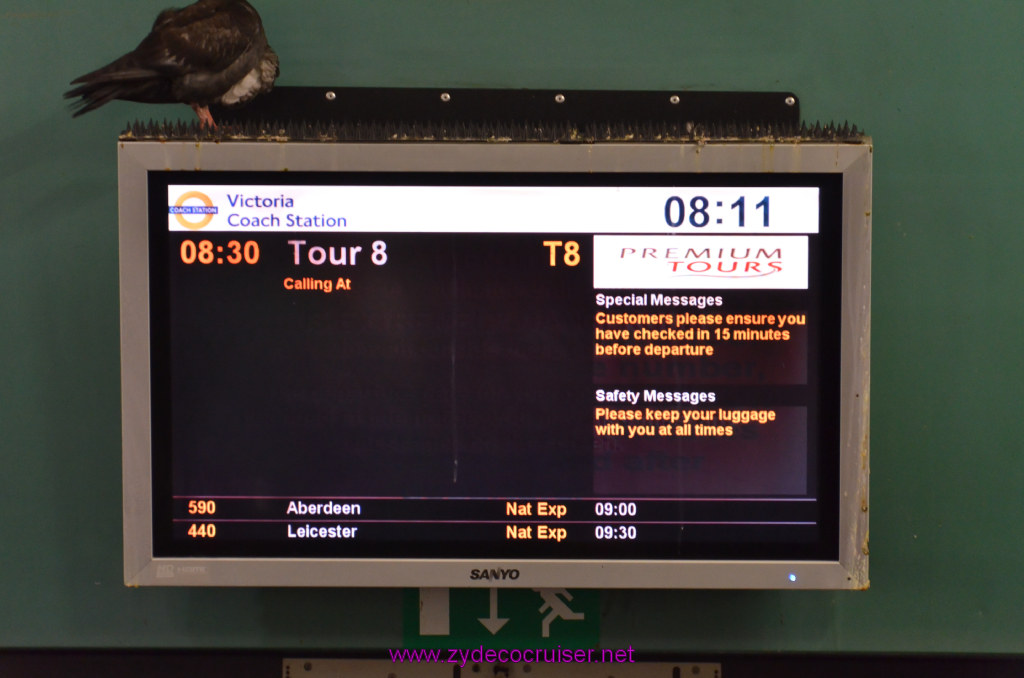 COACH STATION
Victoria
Coach Station
08:11
08:30 Tour 8 T8
Calling At
PREMIUM
TOURS
Special Messages
Customers please ensure you
have checked in 15 minutes
before departure
Safety Messages
Please keep your luggage
with you at all times
590 Aberdeen Nat Exp 09:00
440 Leicester Nat Exp 09:30
SANYO
www.zydecocruiser.net